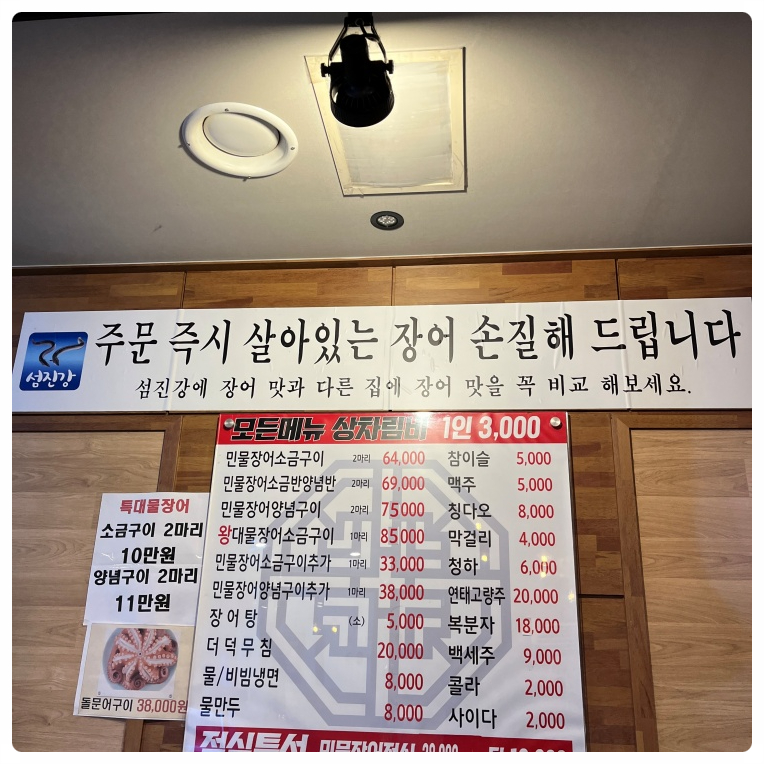 주문 즉시 살아있는 장어 손질해 드립니다
섬진강
섬진강에 장어 맛과 다른 집에 장어 맛을 꼭 비교 해보세요.
모든메뉴 상차림비 1인 3,000
민물장어소금구이 2마리 64,000
민물장어소금반양념반 2마리 69,000
민물장어양념구이 2마리 75000
왕대물장어소금구이 1마리 85000
민물장어소금구이추가 1마리 33,000
민물장어양념구이추가 1마리 38,000
장어탕 (소) 5,000
더덕무침 20,000
물/비빔냉면 8,000
물만두 8,000
참이슬 5,000
맥주 5,000
칭다오 8,000
막걸리 4,000
청하 6,000
연태고량주 20,000
복분자 18,000
백세주 9,000
콜라 2,000
사이다 2,000
특대물장어
소금구이 2마리
10만원
양념구이 2마리
11만원
돌문어구이 38,000원
민물장어정식